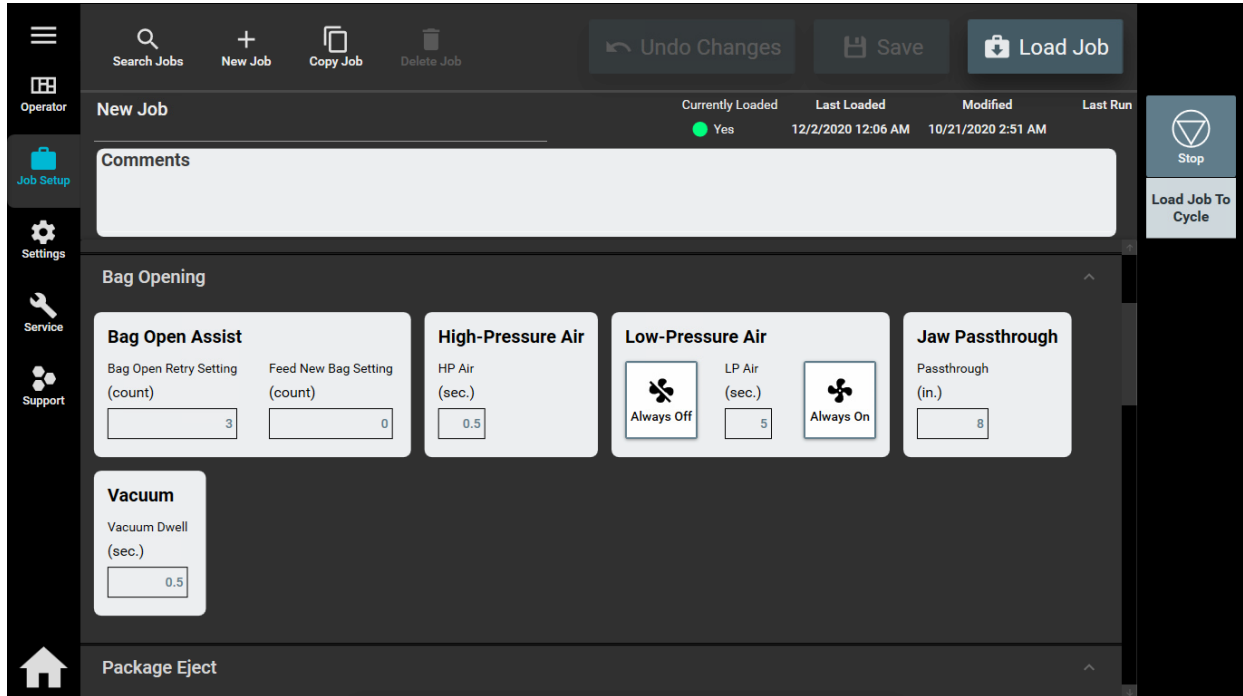 Search Jobs
New Job
Copy Job
Delete Job
Undo Changes
Save
Load Job
Operator
Job Setup
Settings
Service
Support
New Job
Currently Loaded
Yes
Last Loaded
12/2/2020 12:06 AM
Modified
10/21/2020 2:51 AM
Last Run
Comments
Stop
Load Job To
Cycle
Bag Opening
Bag Open Assist
Bag Open Retry Setting
(count)
3
Feed New Bag Setting
(count)
0
High-Pressure Air
HP Air
(sec.)
0.5
Low-Pressure Air
Always Off
LP Air
(sec.)
5
Always On
Jaw Passthrough
Passthrough
(in.)
8
Vacuum
Vacuum Dwell
(sec.)
0.5
Package Eject